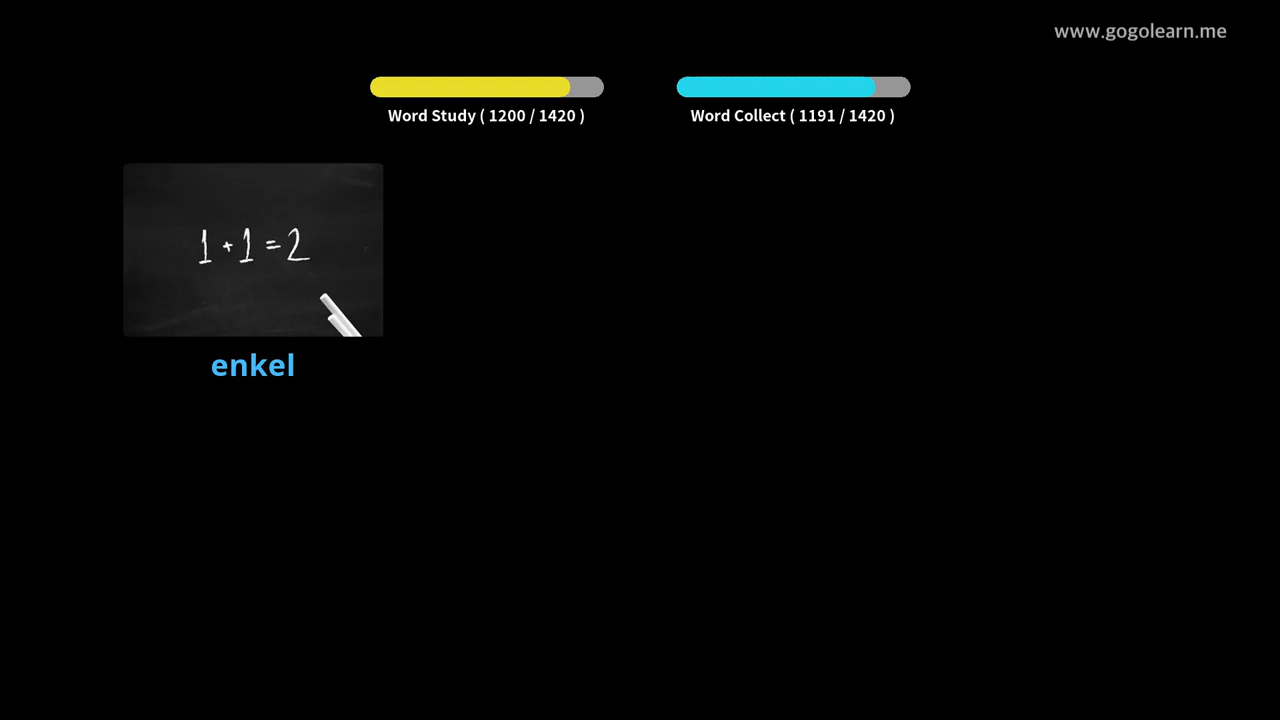 www.gogolearn.me
Word Study ( 1200 / 1420 )
Word Collect ( 1191 / 1420 )
1 + 1 = 2
enkel